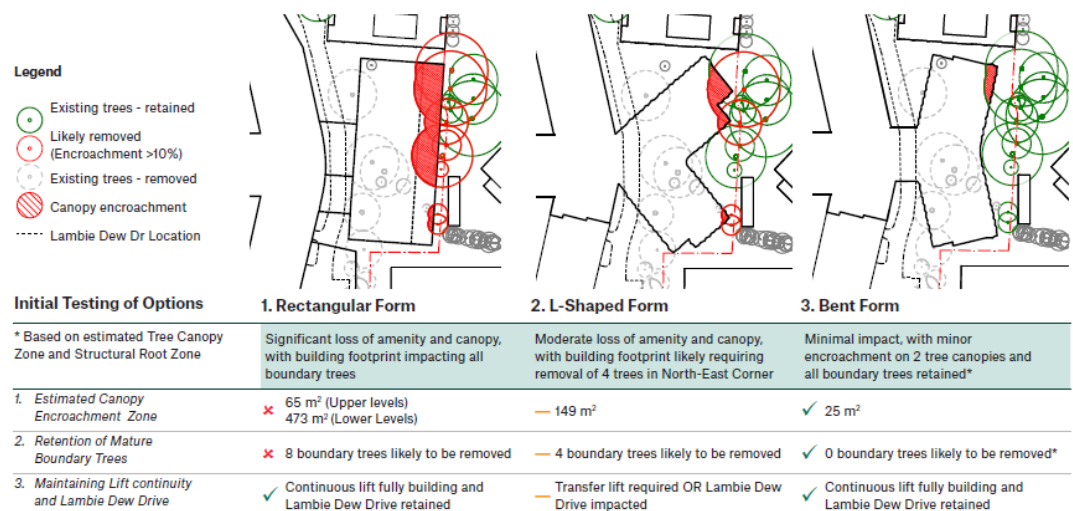 Legend
Existing trees - retained
Likely removed
(Encroachment >10%)
Existing trees - removed
Canopy encroachment
Lambie Dew Dr Location
Initial Testing of Options
1. Rectangular Form
2. L-Shaped Form
3. Bent Form
* Based on estimated Tree Canopy
Zone and Structural Root Zone
Significant loss of amenity and canopy,
with building footprint impacting all
boundary trees
Moderate loss of amenity and canopy,
with building footprint likely requiring
removal of 4 trees in North-East Corner
Minimal impact, with minor
encroachment on 2 tree canopies and
all boundary trees retained*
1. Estimated Canopy
Encroachment Zone
65 m² (Upper levels)
473 m² (Lower Levels)
149 m²
25 m²
2. Retention of Mature
Boundary Trees
8 boundary trees likely to be removed
4 boundary trees likely to be removed
0 boundary trees likely to be removed*
3. Maintaining Lift continuity
and Lambie Dew Drive
Continuous lift fully building and
Lambie Dew Drive retained
Transfer lift required OR Lambie Dew
Drive impacted
Continuous lift fully building and
Lambie Dew Drive retained